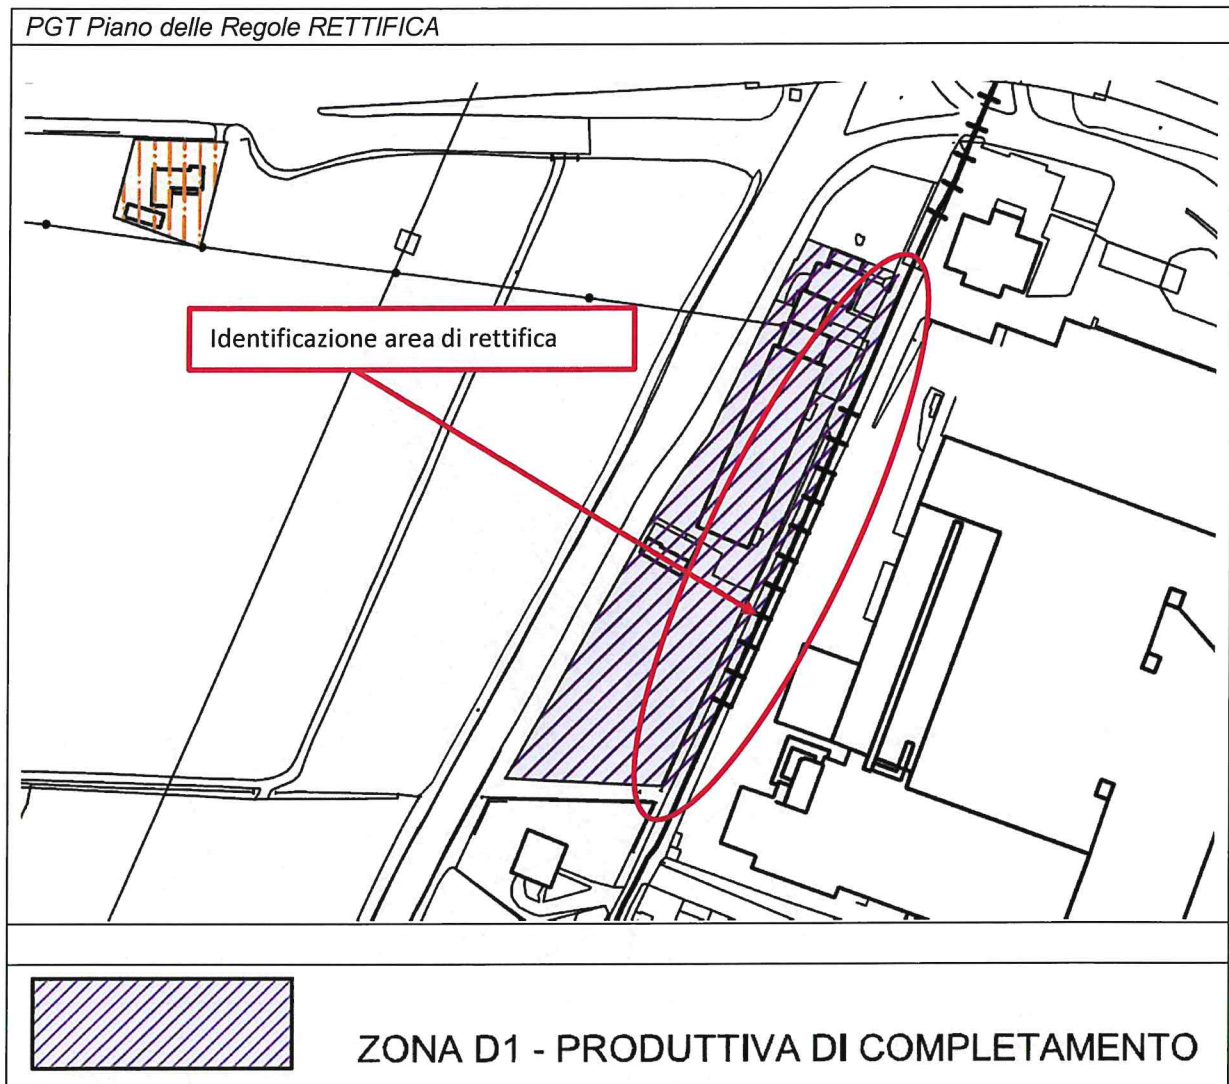 PGT Piano delle Regole RETTIFICA
Identificazione area di rettifica
ZONA D1 - PRODUTTIVA DI COMPLETAMENTO